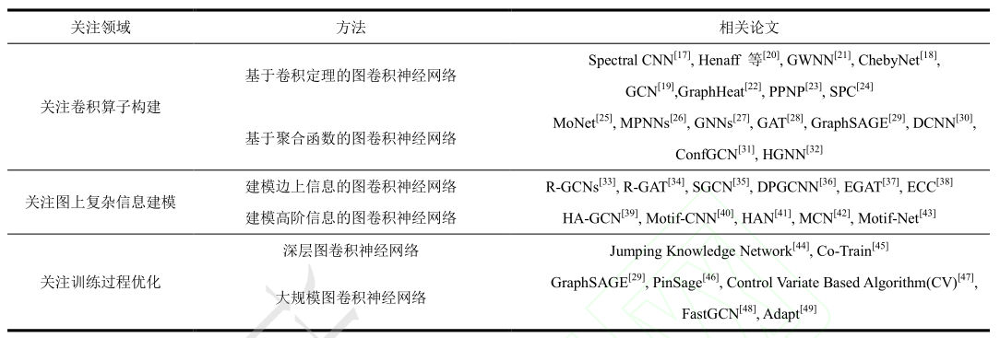 关注领域 方法 相关论文
Spectral CNN[17], Henaff 等[20], GWNN[21], ChebyNet[18],
基于卷积定理的图卷积神经网络
GCN[19],GraphHeat[22], PPNP[23], SPC[24]
关注卷积算子构建
MoNet[25], MPNNs[26], GNNs[27], GAT[28], GraphSAGE[29], DCNN[30],
基于聚合函数的图卷积神经网络
ConfGCN[31], HGNN[32]
建模边上信息的图卷积神经网络 R-GCNs[33], R-GAT[34], SGCN[35], DPGCNN[36], EGAT[37], ECC[38]
关注图上复杂信息建模
建模高阶信息的图卷积神经网络 HA-GCN[39], Motif-CNN[40], HAN[41], MCN[42], Motif-Net[43]
深层图卷积神经网络 Jumping Knowledge Network[44], Co-Train[45]
关注训练过程优化
GraphSAGE[29], PinSage[46], Control Variate Based Algorithm(CV)[47],
大规模图卷积神经网络
FastGCN[48], Adapt[49]